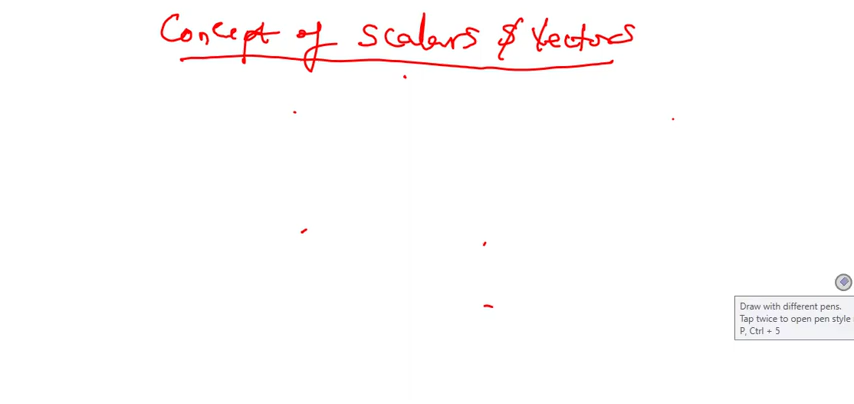 Concept of Scalars & Vectors
Draw with different pens.
Tap twice to open pen style
P, Ctrl + 5